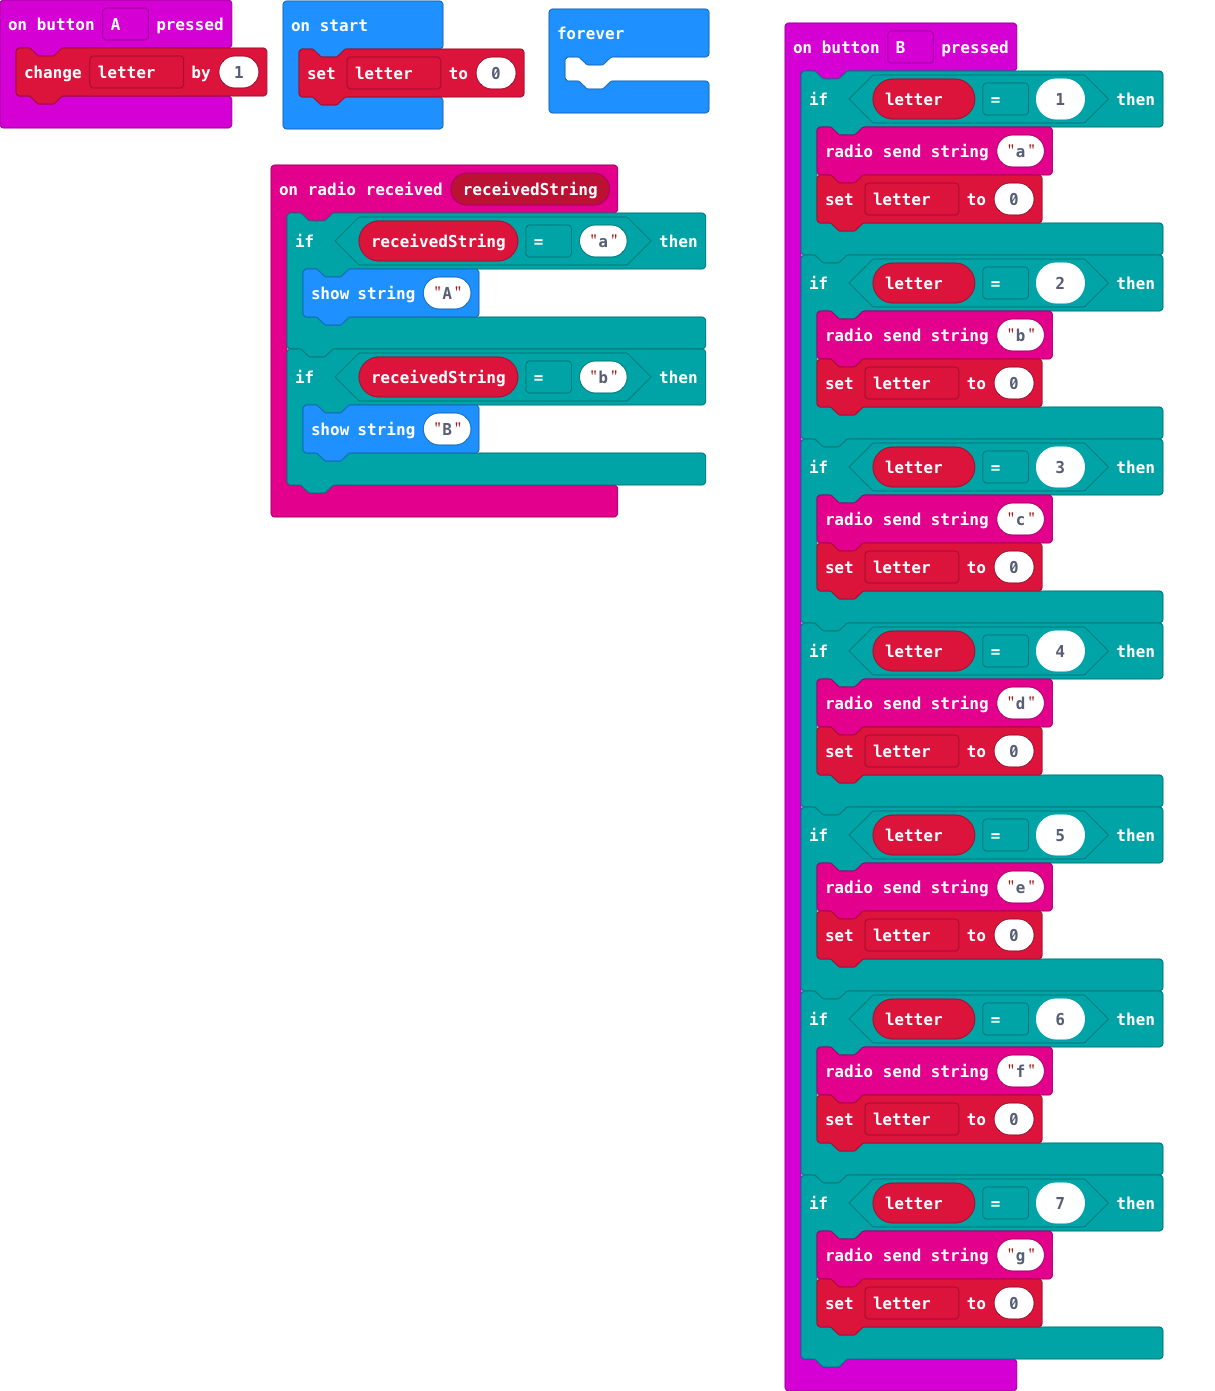 on button A pressed
change letter by 1
on start
set letter to 0
forever
on radio received receivedString
if receivedString = "a" then
show string "A"
if receivedString = "b" then
show string "B"
on button B pressed
if letter = 1 then
radio send string "a"
set letter to 0
if letter = 2 then
radio send string "b"
set letter to 0
if letter = 3 then
radio send string "c"
set letter to 0
if letter = 4 then
radio send string "d"
set letter to 0
if letter = 5 then
radio send string "e"
set letter to 0
if letter = 6 then
radio send string "f"
set letter to 0
if letter = 7 then
radio send string "g"
set letter to 0